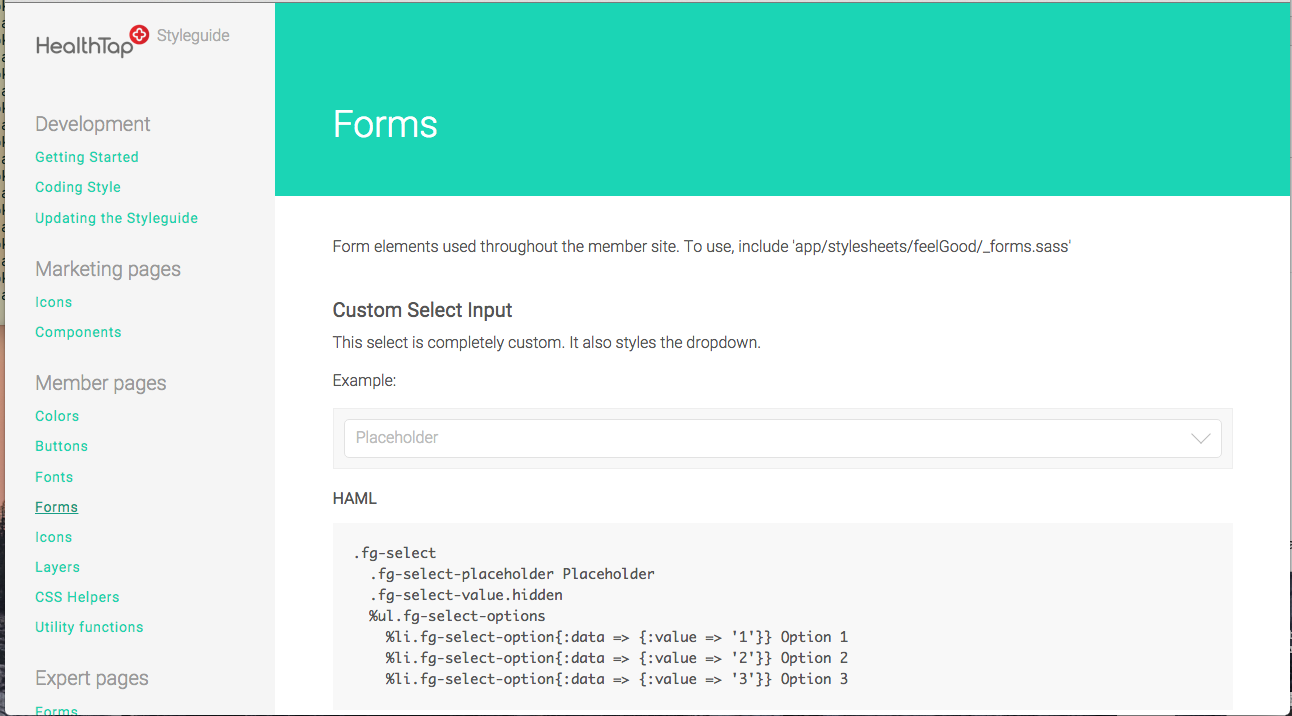 HealthTap Styleguide
Development
Getting Started
Coding Style
Updating the Styleguide
Marketing pages
Icons
Components
Member pages
Colors
Buttons
Fonts
Forms
Icons
Layers
CSS Helpers
Utility functions
Expert pages
Forms
Forms
Form elements used throughout the member site. To use, include 'app/stylesheets/feelGood/_forms.sass'
Custom Select Input
This select is completely custom. It also styles the dropdown.
Example:
Placeholder
HAML
.fg-select
  .fg-select-placeholder Placeholder
  .fg-select-value.hidden
  %ul.fg-select-options
    %li.fg-select-option{:data => {:value => '1'}} Option 1
    %li.fg-select-option{:data => {:value => '2'}} Option 2
    %li.fg-select-option{:data => {:value => '3'}} Option 3